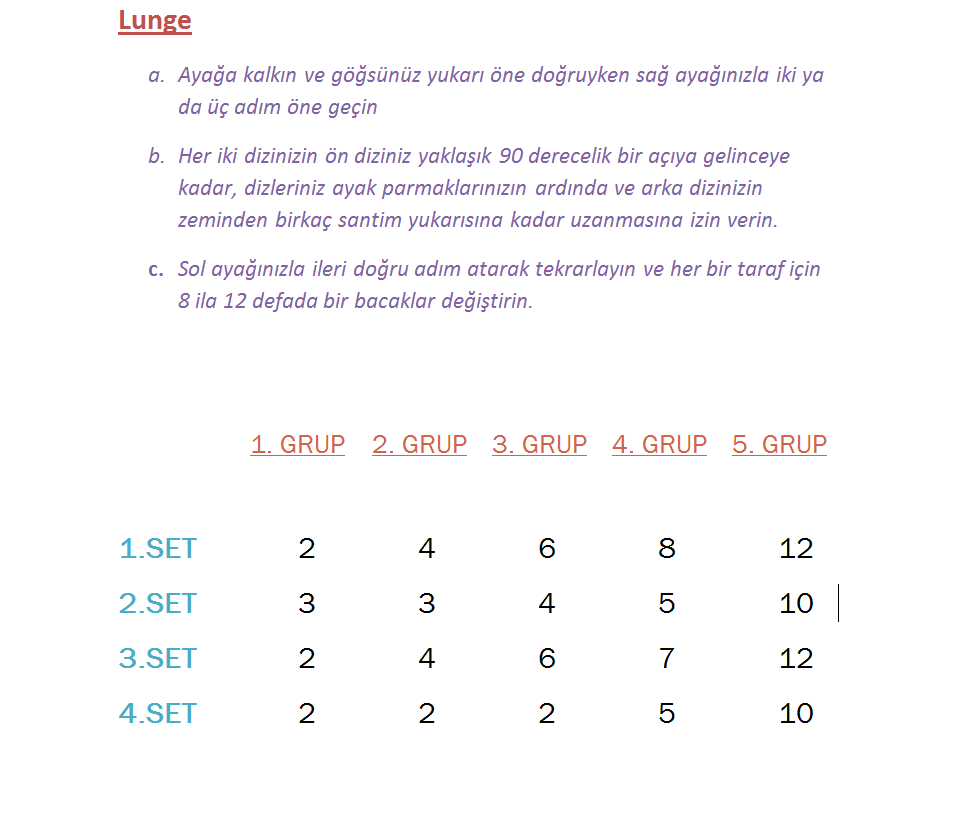 Lunge
a. Ayağa kalkın ve göğsünüz yukarı öne doğruyken sağ ayağınızla iki ya
da üç adım öne geçin
b. Her iki dizinizin ön diziniz yaklaşık 90 derecelik bir açıya gelinceye
kadar, dizleriniz ayak parmaklarınızın ardında ve arka dizinizin
zeminden birkaç santim yukarısına kadar uzanmasına izin verin.
c. Sol ayağınızla ileri doğru adım atarak tekrarlayın ve her bir taraf için
8 ila 12 defada bir bacaklar değiştirin.
1. GRUP 2. GRUP 3. GRUP 4. GRUP 5. GRUP
1.SET 2 4 6 8 12
2.SET 3 3 4 5 10
3.SET 2 4 6 7 12
4.SET 2 2 2 5 10